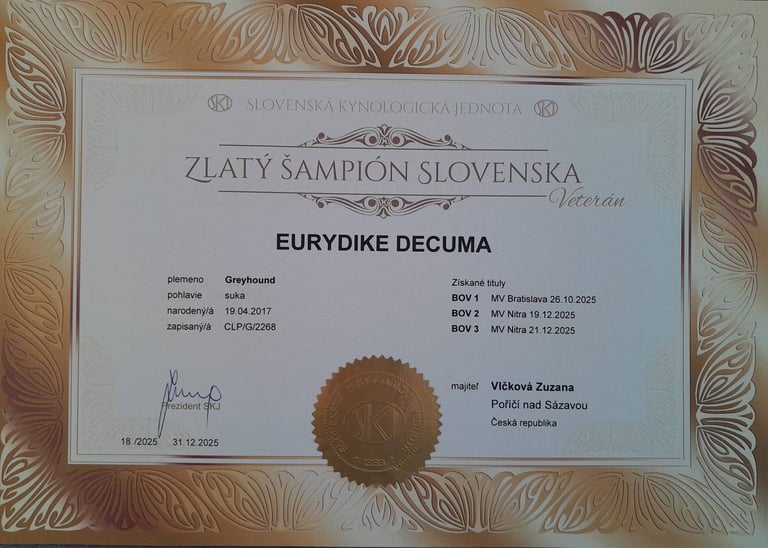 SKJ SLOVENSKÁ KYNOLOGICKÁ JEDNOTA SKJ
ZLATÝ ŠAMPIÓN SLOVENSKA
Veterán
EURYDIKE DECUMA
plemeno Greyhound
pohlavie suka
narodený/á 19.04.2017
zapísaný/á CLP/G/2268
Získané tituly
BOV 1 MV Bratislava 26.10.2025
BOV 2 MV Nitra 19.12.2025
BOV 3 MV Nitra 21.12.2025
majiteľ Vlčková Zuzana
Poříčí nad Sázavou
Česká republika
Prezident SKJ
18 /2025 31.12.2025
SKJ